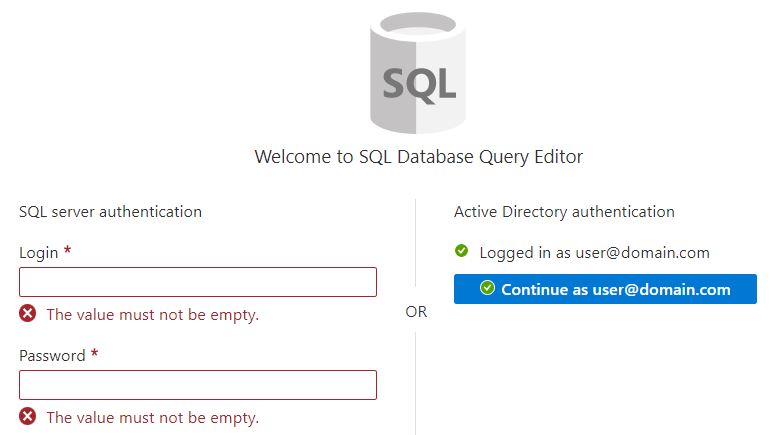 SQL
Welcome to SQL Database Query Editor
SQL server authentication
Login *
The value must not be empty.
Password *
The value must not be empty.
OR
Active Directory authentication
Logged in as user@domain.com
Continue as user@domain.com